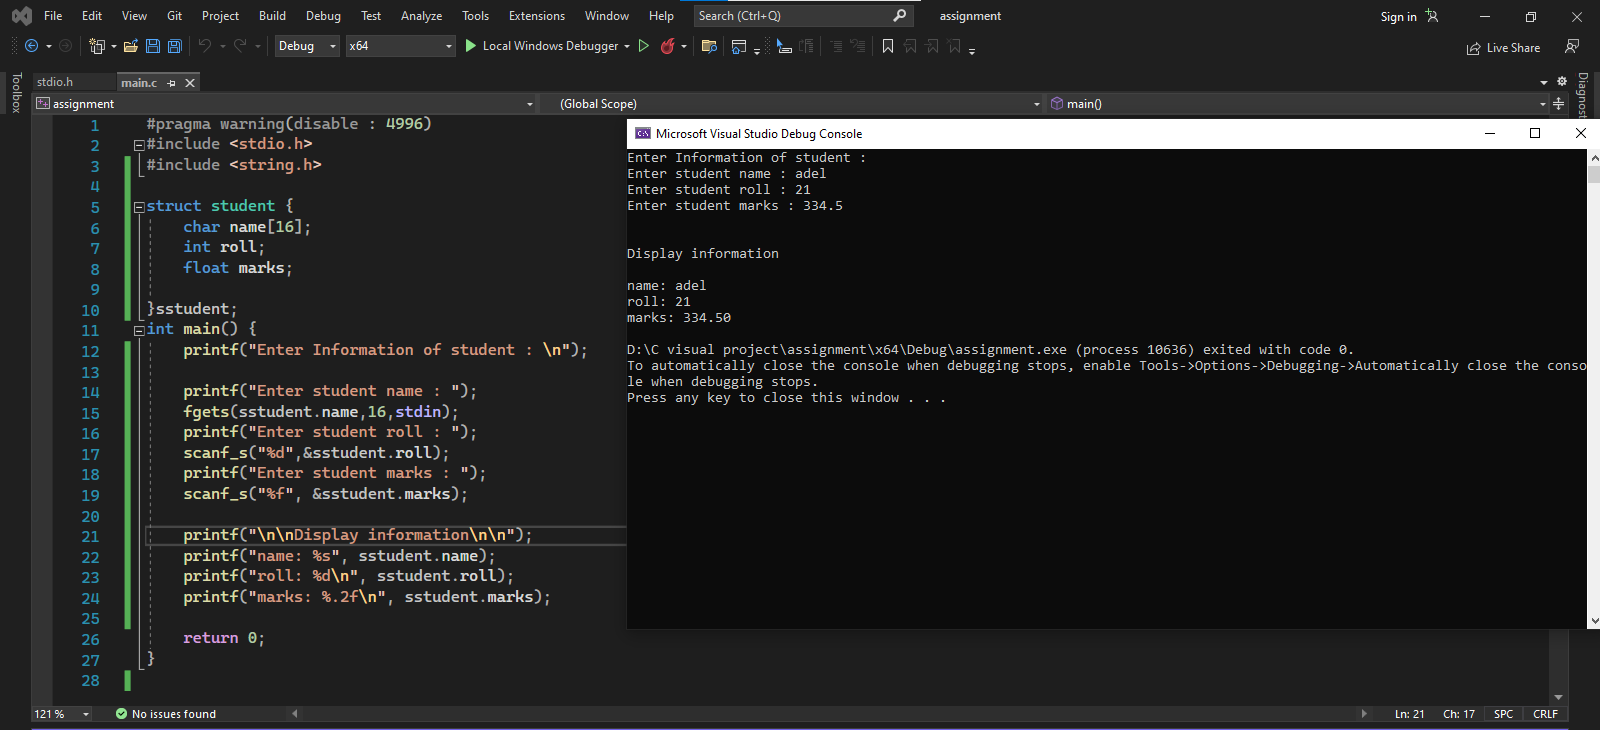 File Edit View Git Project Build Debug Test Analyze Tools Extensions Window Help Search (Ctrl+Q) assignment Sign in
Debug x64 Local Windows Debugger Live Share
Toolbox
stdio.h main.c
assignment (Global Scope) main()
1 #pragma warning(disable : 4996)
2 #include <stdio.h>
3 #include <string.h>
4
5 struct student {
6 char name[16];
7 int roll;
8 float marks;
9
10 }sstudent;
11 int main() {
12 printf("Enter Information of student : \n");
13
14 printf("Enter student name : ");
15 fgets(sstudent.name,16,stdin);
16 printf("Enter student roll : ");
17 scanf_s("%d",&sstudent.roll);
18 printf("Enter student marks : ");
19 scanf_s("%f", &sstudent.marks);
20
21 printf("\n\nDisplay information\n\n");
22 printf("name: %s", sstudent.name);
23 printf("roll: %d\n", sstudent.roll);
24 printf("marks: %.2f\n", sstudent.marks);
25
26 return 0;
27 }
28
Microsoft Visual Studio Debug Console
Enter Information of student :
Enter student name : adel
Enter student roll : 21
Enter student marks : 334.5
Display information
name: adel
roll: 21
marks: 334.50
D:\C visual project\assignment\x64\Debug\assignment.exe (process 10636) exited with code 0.
To automatically close the console when debugging stops, enable Tools->Options->Debugging->Automatically close the conso
le when debugging stops.
Press any key to close this window . . .
Diagnost
121 % No issues found Ln: 21 Ch: 17 SPC CRLF